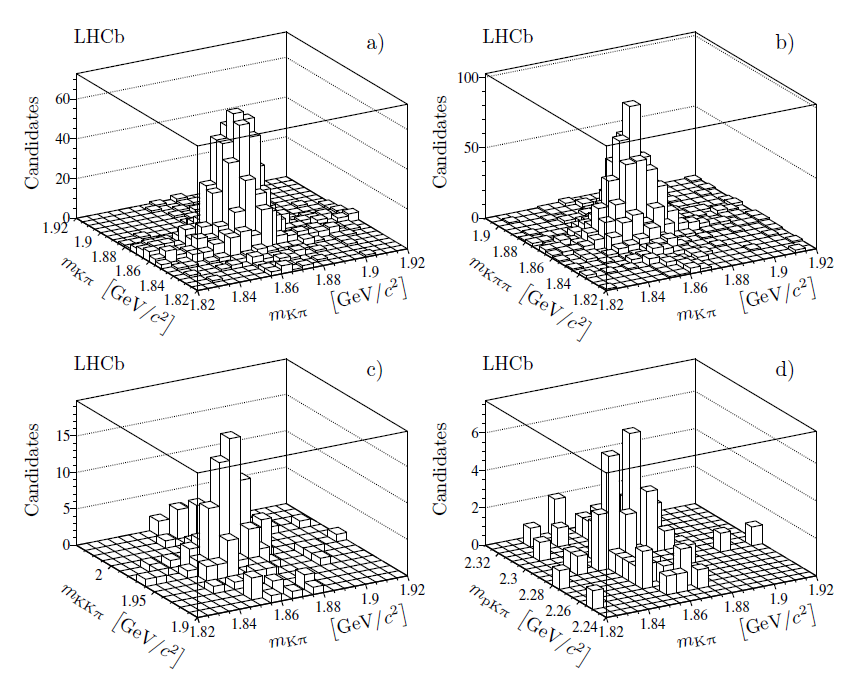 LHCb
a)
Candidates
60
40
20
0
1.92
1.9
1.88
1.86
1.84
1.82
mKπ [GeV/c²]
1.82
1.84
1.86
1.88
1.9
1.92
mKπ [GeV/c²]
LHCb
b)
Candidates
100
50
0
1.9
1.88
1.86
1.84
1.82
mKππ [GeV/c²]
1.82
1.84
1.86
1.88
1.9
1.92
mKπ [GeV/c²]
LHCb
c)
Candidates
15
10
5
0
2
1.95
1.9
mKKπ [GeV/c²]
1.82
1.84
1.86
1.88
1.9
1.92
mKπ [GeV/c²]
LHCb
d)
Candidates
6
4
2
0
2.32
2.3
2.28
2.26
2.24
mpKπ [GeV/c²]
1.82
1.84
1.86
1.88
1.9
1.92
mKπ [GeV/c²]